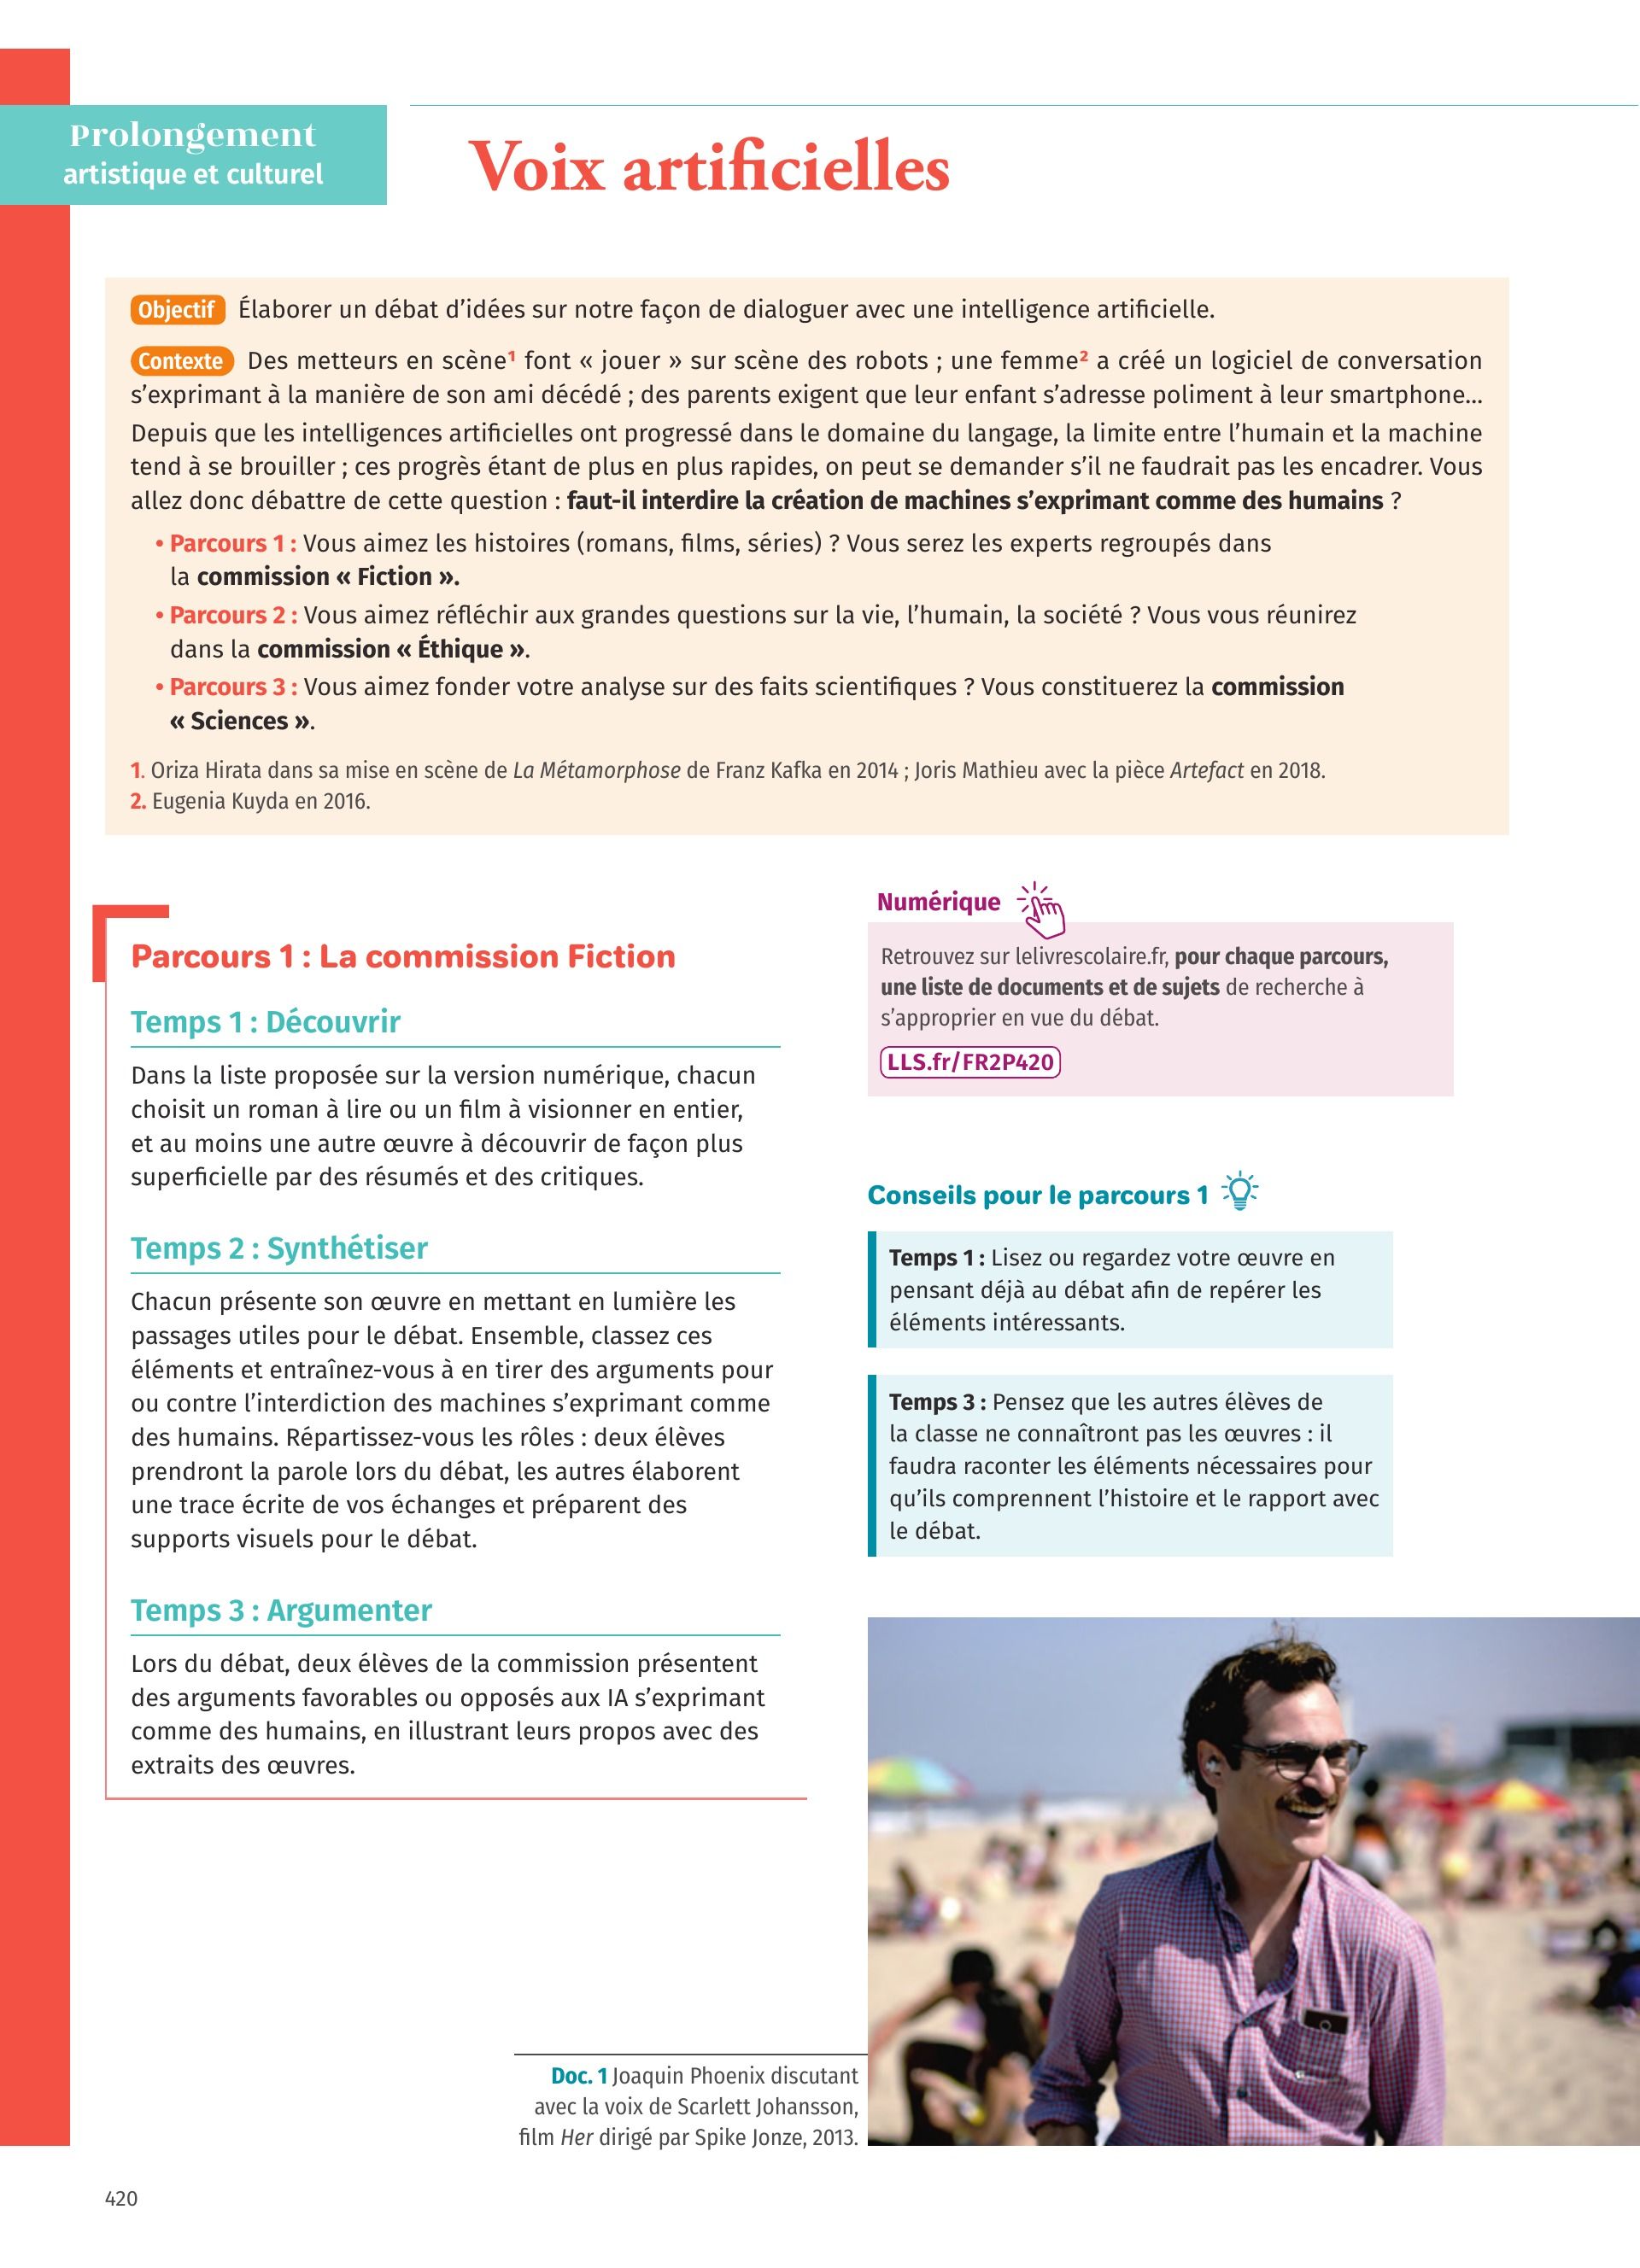 Prolongement
artistique et culturel
Voix artificielles
Objectif Élaborer un débat d’idées sur notre façon de dialoguer avec une intelligence artificielle.
Contexte Des metteurs en scène¹ font « jouer » sur scène des robots ; une femme² a créé un logiciel de conversation
s’exprimant à la manière de son ami décédé ; des parents exigent que leur enfant s’adresse poliment à leur smartphone...
Depuis que les intelligences artificielles ont progressé dans le domaine du langage, la limite entre l’humain et la machine
tend à se brouiller ; ces progrès étant de plus en plus rapides, on peut se demander s’il ne faudrait pas les encadrer. Vous
allez donc débattre de cette question : faut-il interdire la création de machines s’exprimant comme des humains ?
• Parcours 1 : Vous aimez les histoires (romans, films, séries) ? Vous serez les experts regroupés dans
la commission « Fiction ».
• Parcours 2 : Vous aimez réfléchir aux grandes questions sur la vie, l’humain, la société ? Vous vous réunirez
dans la commission « Éthique ».
• Parcours 3 : Vous aimez fonder votre analyse sur des faits scientifiques ? Vous constituerez la commission
« Sciences ».
1. Oriza Hirata dans sa mise en scène de La Métamorphose de Franz Kafka en 2014 ; Joris Mathieu avec la pièce Artefact en 2018.
2. Eugenia Kuyda en 2016.
Parcours 1 : La commission Fiction
Temps 1 : Découvrir
Dans la liste proposée sur la version numérique, chacun
choisit un roman à lire ou un film à visionner en entier,
et au moins une autre œuvre à découvrir de façon plus
superficielle par des résumés et des critiques.
Temps 2 : Synthétiser
Chacun présente son œuvre en mettant en lumière les
passages utiles pour le débat. Ensemble, classez ces
éléments et entraînez-vous à en tirer des arguments pour
ou contre l’interdiction des machines s’exprimant comme
des humains. Répartissez-vous les rôles : deux élèves
prendront la parole lors du débat, les autres élaborent
une trace écrite de vos échanges et préparent des
supports visuels pour le débat.
Temps 3 : Argumenter
Lors du débat, deux élèves de la commission présentent
des arguments favorables ou opposés aux IA s’exprimant
comme des humains, en illustrant leurs propos avec des
extraits des œuvres.
Numérique
Retrouvez sur lelivrescolaire.fr, pour chaque parcours,
une liste de documents et de sujets de recherche à
s’approprier en vue du débat.
LLS.fr/FR2P420
Conseils pour le parcours 1
Temps 1 : Lisez ou regardez votre œuvre en
pensant déjà au débat afin de repérer les
éléments intéressants.
Temps 3 : Pensez que les autres élèves de
la classe ne connaîtront pas les œuvres : il
faudra raconter les éléments nécessaires pour
qu’ils comprennent l’histoire et le rapport avec
le débat.
Doc. 1 Joaquin Phoenix discutant
avec la voix de Scarlett Johansson,
film Her dirigé par Spike Jonze, 2013.
420